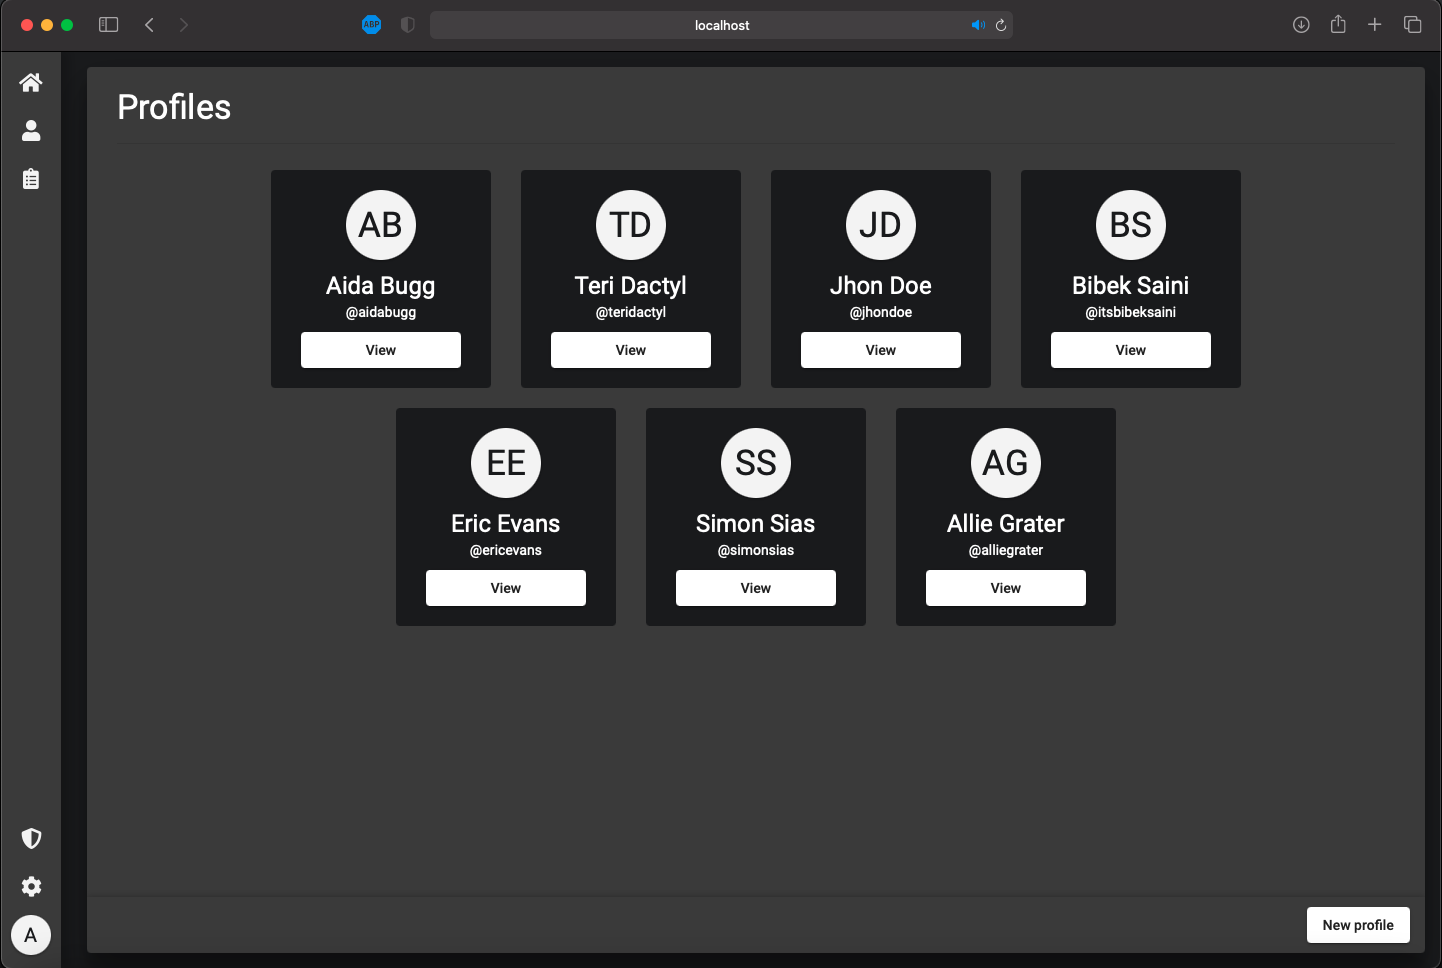 ABP
localhost
Profiles
AB
TD
JD
BS
Aida Bugg
Teri Dactyl
Jhon Doe
Bibek Saini
@aidabugg
@teridactyl
@jhondoe
@itsbibeksaini
View
View
View
View
EE
SS
AG
Eric Evans
Simon Sias
Allie Grater
@ericevans
@simonsias
@alliegrater
View
View
View
A
New profile